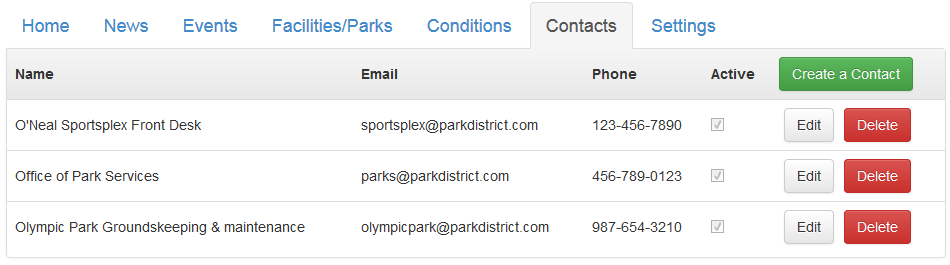 Home News Events Facilities/Parks Conditions Contacts Settings
Name Email Phone Active Create a Contact
O'Neal Sportsplex Front Desk sportsplex@parkdistrict.com 123-456-7890 Edit Delete
Office of Park Services parks@parkdistrict.com 456-789-0123 Edit Delete
Olympic Park Groundskeeping & maintenance olympicpark@parkdistrict.com 987-654-3210 Edit Delete